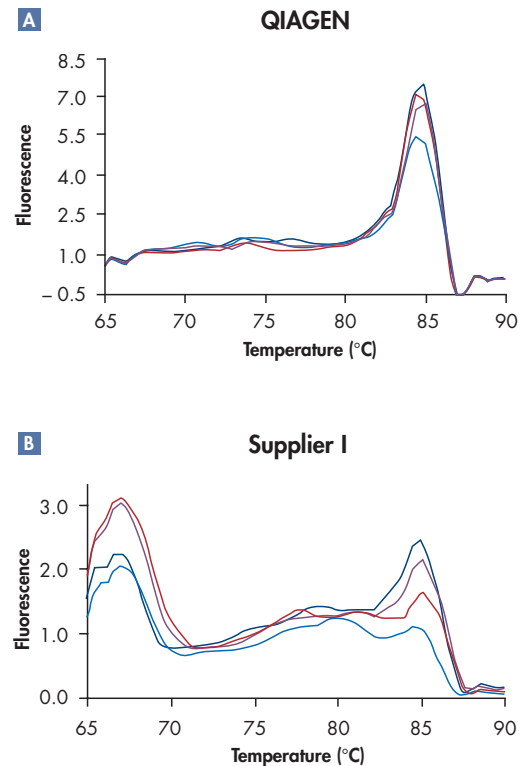 A QIAGEN
Fluorescence
8.5
7.0
5.5
4.0
2.5
1.0
– 0.5
65 70 75 80 85 90
Temperature (°C)
B Supplier I
Fluorescence
3.0
2.0
1.0
0.0
65 70 75 80 85 90
Temperature (°C)